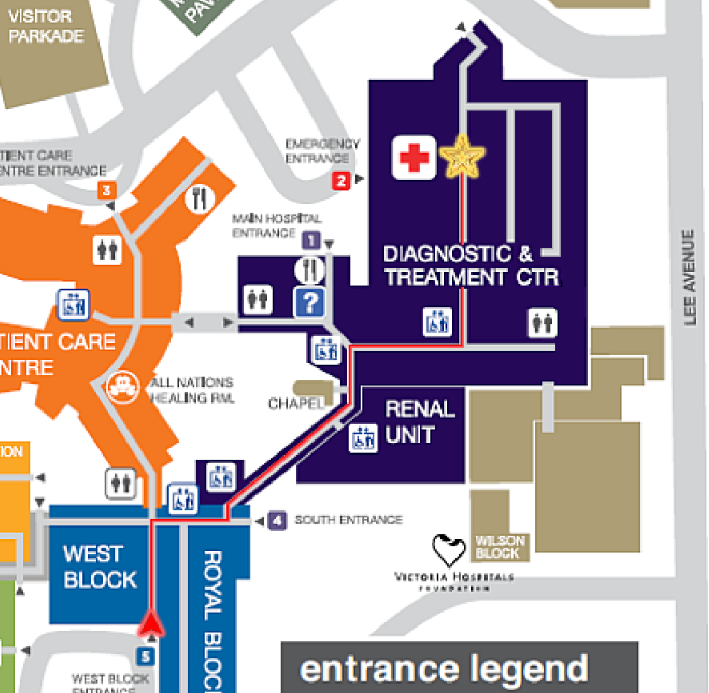 VISITOR
PARKADE
PAV
TIENT CARE
NTRE ENTRANCE
3
EMERGENCY
ENTRANCE
2
MAIN HOSPITAL
ENTRANCE
1
?
DIAGNOSTIC &
TREATMENT CTR
LEE AVENUE
TIENT CARE
NTRE
ALL NATIONS
HEALING RM.
CHAPEL
RENAL
UNIT
ION
4 SOUTH ENTRANCE
WEST
BLOCK
ROYAL BLOC
WILSON
BLOCK
VICTORIA HOSPITALS
FOUNDATION
5
WEST BLOCK
ENTRANCE
entrance legend